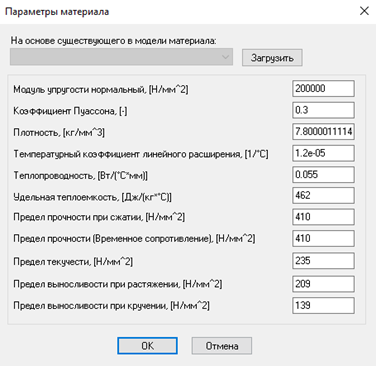 Параметры материала
На основе существующего в модели материала:
Загрузить
Модуль упругости нормальный, [Н/мм^2] 200000
Коэффициент Пуассона, [-] 0.3
Плотность, [кг/мм^3] 7.8000011114
Температурный коэффициент линейного расширения, [1/°C] 1.2e-05
Теплопроводность, [Вт/(°C*мм)] 0.055
Удельная теплоемкость, [Дж/(кг*°C)] 462
Предел прочности при сжатии, [Н/мм^2] 410
Предел прочности (Временное сопротивление), [Н/мм^2] 410
Предел текучести, [Н/мм^2] 235
Предел выносливости при растяжении, [Н/мм^2] 209
Предел выносливости при кручении, [Н/мм^2] 139
OK Отмена